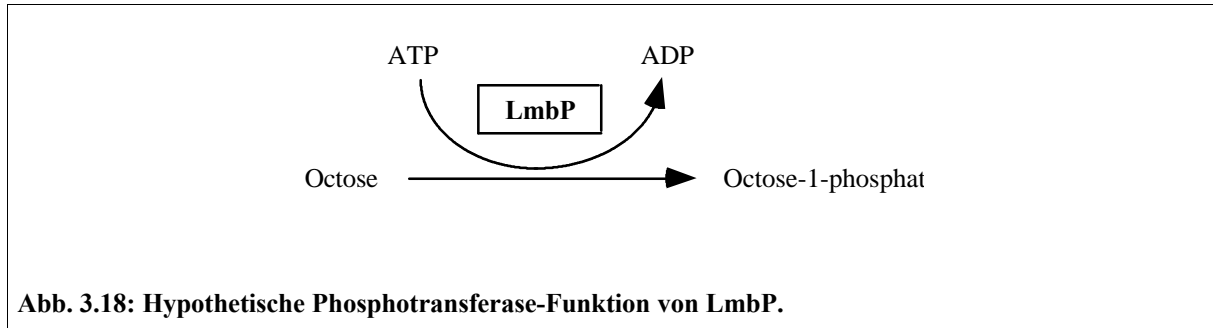 ATP ADP
LmbP
Octose Octose-1-phosphat
Abb. 3.18: Hypothetische Phosphotransferase-Funktion von LmbP.